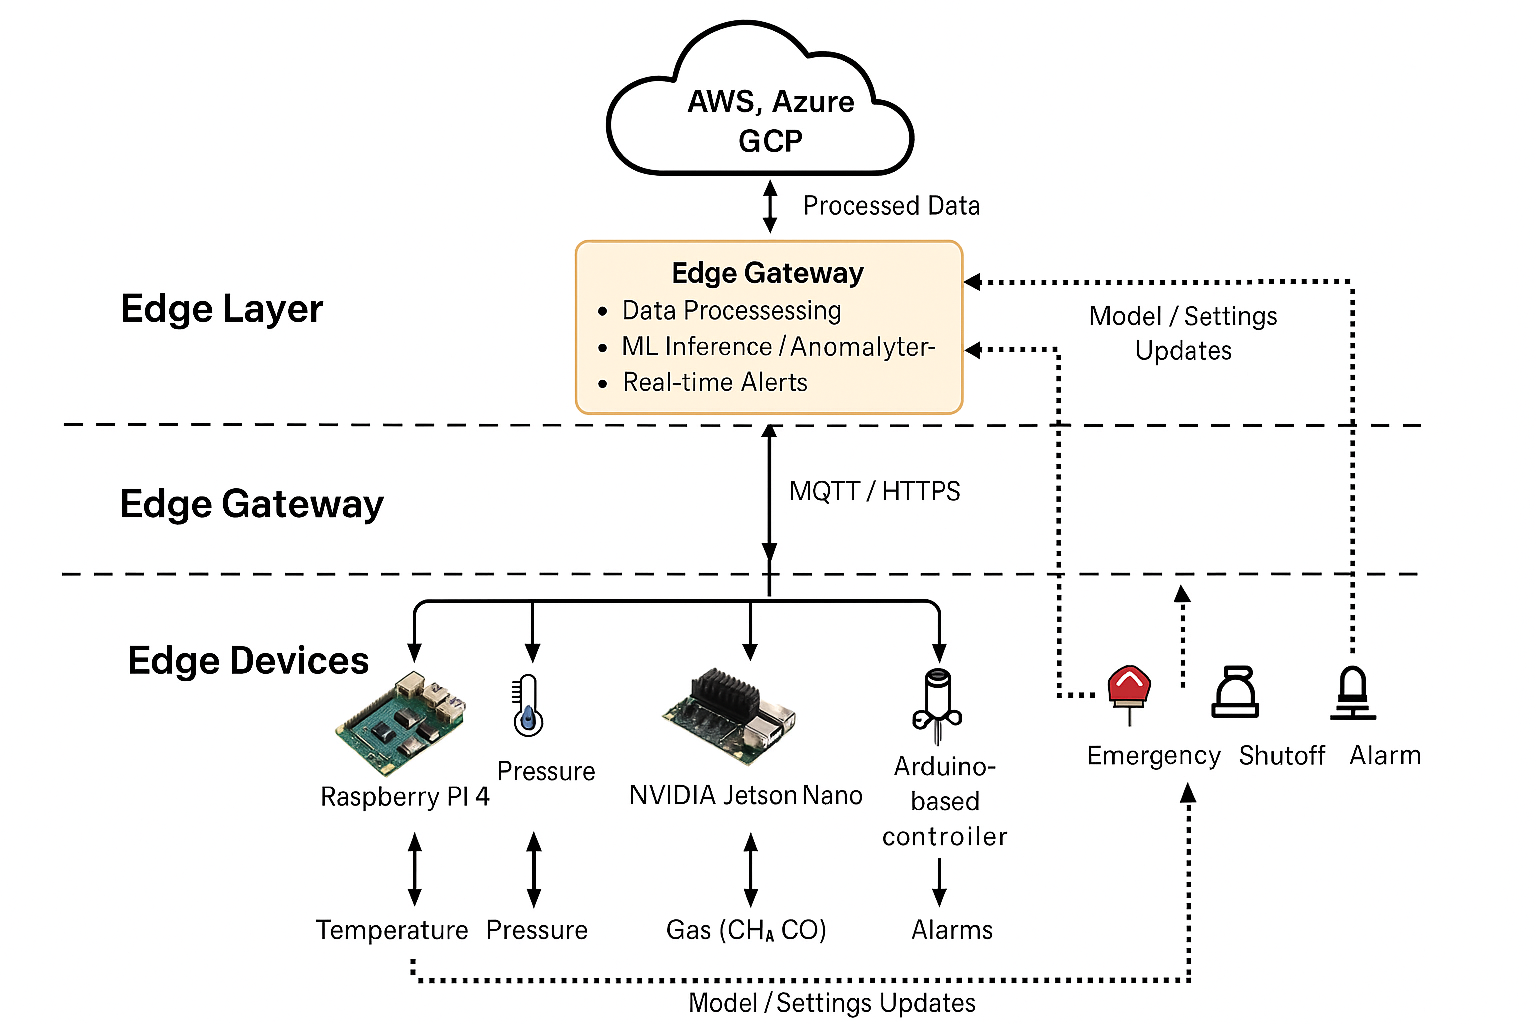 AWS, Azure
GCP
Processed Data
Edge Layer
Edge Gateway
• Data Processessing
• ML Inference / Anomalyter-
• Real-time Alerts
Model / Settings
Updates
Edge Gateway
MQTT / HTTPS
Edge Devices
Raspberry PI 4
Pressure
NVIDIA Jetson Nano
Arduino-
based
controiler
Emergency
Shutoff
Alarm
Temperature
Pressure
Gas (CHₐ CO)
Alarms
Model / Settings Updates